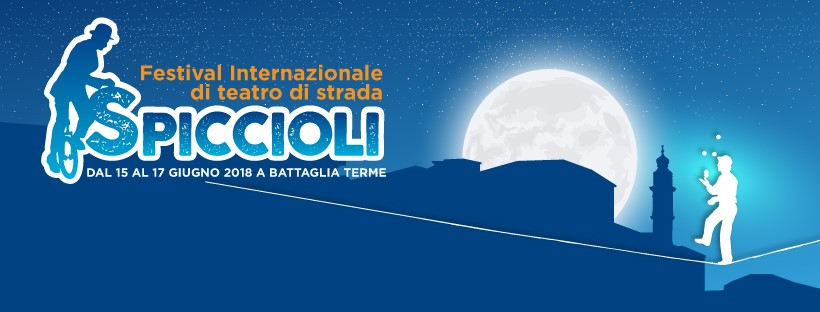 Festival Internazionale
di teatro di strada
SPICCIOLI
DAL 15 AL 17 GIUGNO 2018 A BATTAGLIA TERME